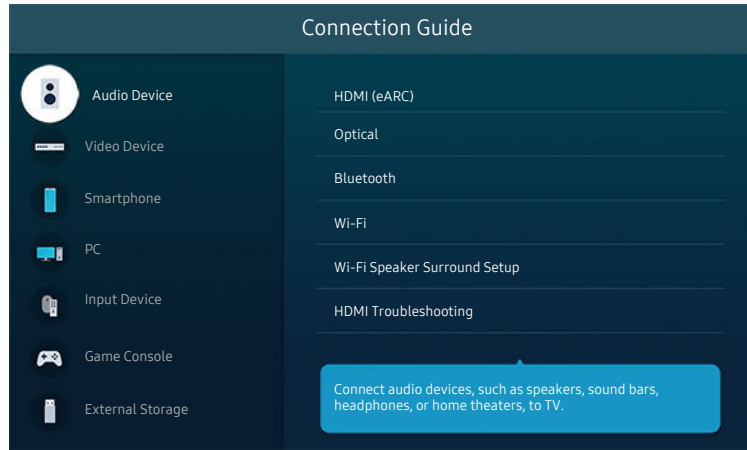 Connection Guide
Audio Device
Video Device
Smartphone
PC
Input Device
Game Console
External Storage
HDMI (eARC)
Optical
Bluetooth
Wi-Fi
Wi-Fi Speaker Surround Setup
HDMI Troubleshooting
Connect audio devices, such as speakers, sound bars,
headphones, or home theaters, to TV.